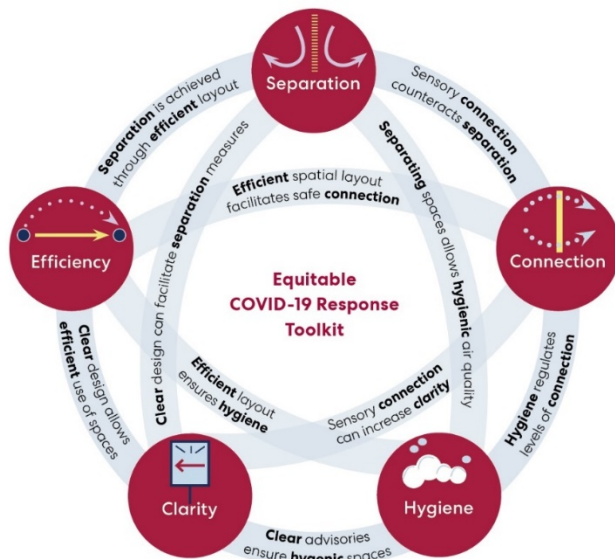 Separation
Separation is achieved
through efficient layout
Sensory connection
counteracts separation
Efficient spatial layout
facilitates safe connection
Clear design can facilitate separation measures
Separating spaces allows hygienic air quality
Efficiency
Connection
Equitable
COVID-19 Response
Toolkit
Clear design allows
efficient use of spaces
Efficient layout
ensures hygiene
Sensory connection
can increase clarity
Hygiene regulates
levels of connection
Clarity
Hygiene
Clear advisories
ensure hygenic spaces